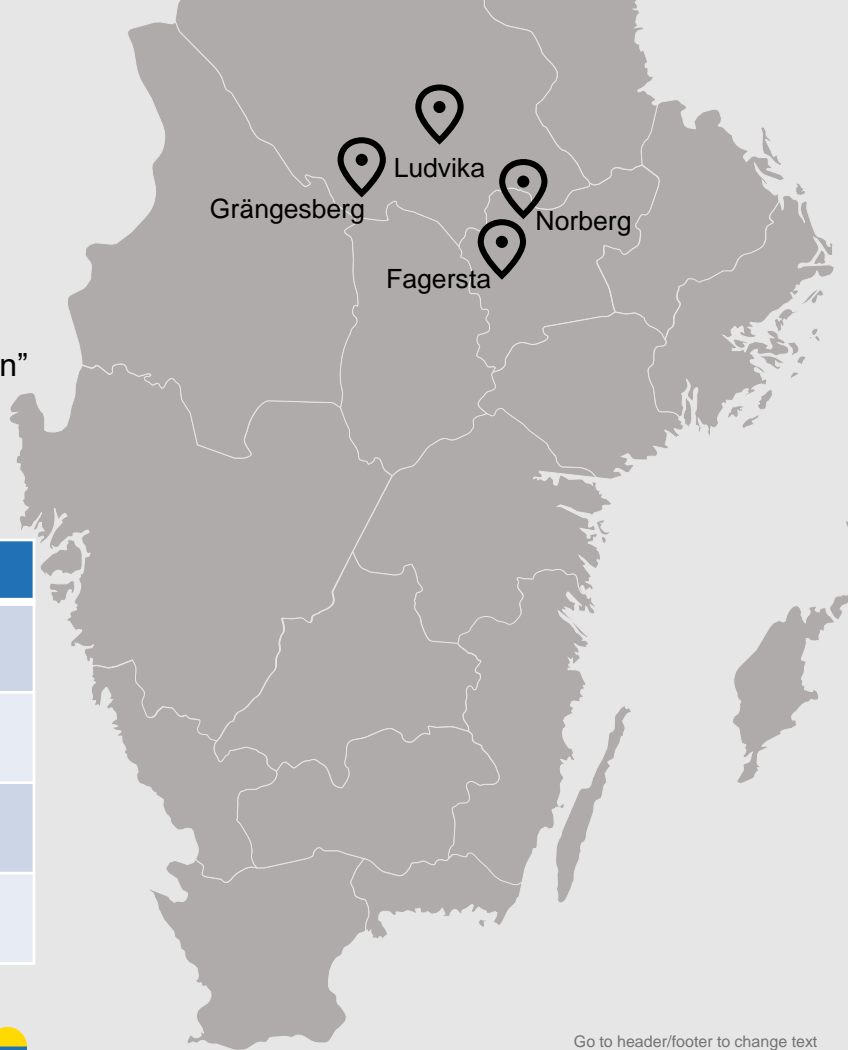 Ludvika
Grängesberg
Norberg
Fagersta
n”
Go to header/footer to change text